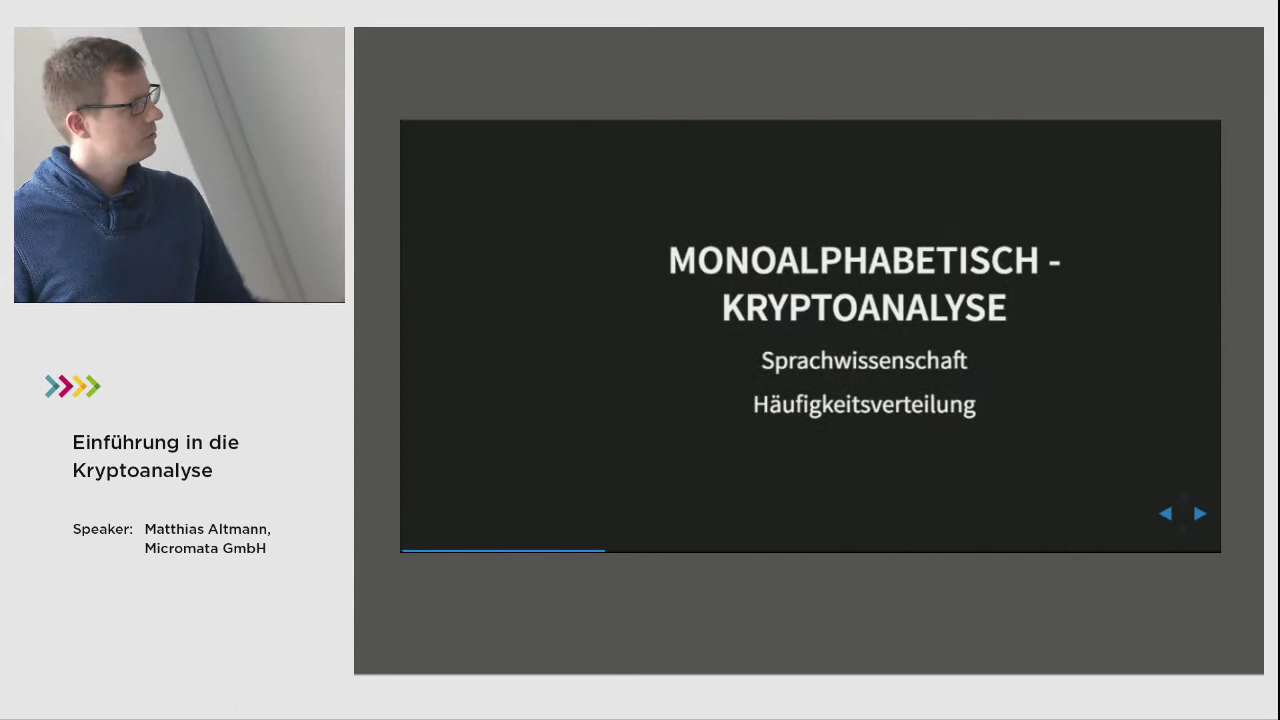 MONOALPHABETISCH -
KRYPTOANALYSE
Sprachwissenschaft
Häufigkeitsverteilung
Einführung in die
Kryptoanalyse
Speaker: Matthias Altmann,
Micromata GmbH